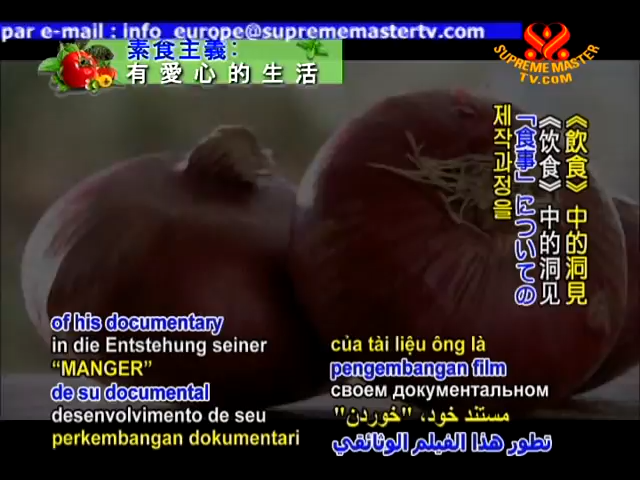 par e-mail : info_europe@suprememastertv.com
素食主義:
有愛心的生活
SUPREME MASTER
TV.COM
《飲食》中的洞見
《饮食》中的洞见
「食事」についての
제작과정을
of his documentary
in die Entstehung seiner
“MANGER”
de su documental
desenvolvimento de seu
perkembangan dokumentari
của tài liệu ông là
pengembangan film
своем документальном
مستند خود، "خوردن"
تطور هذا الفيلم الوثائقي